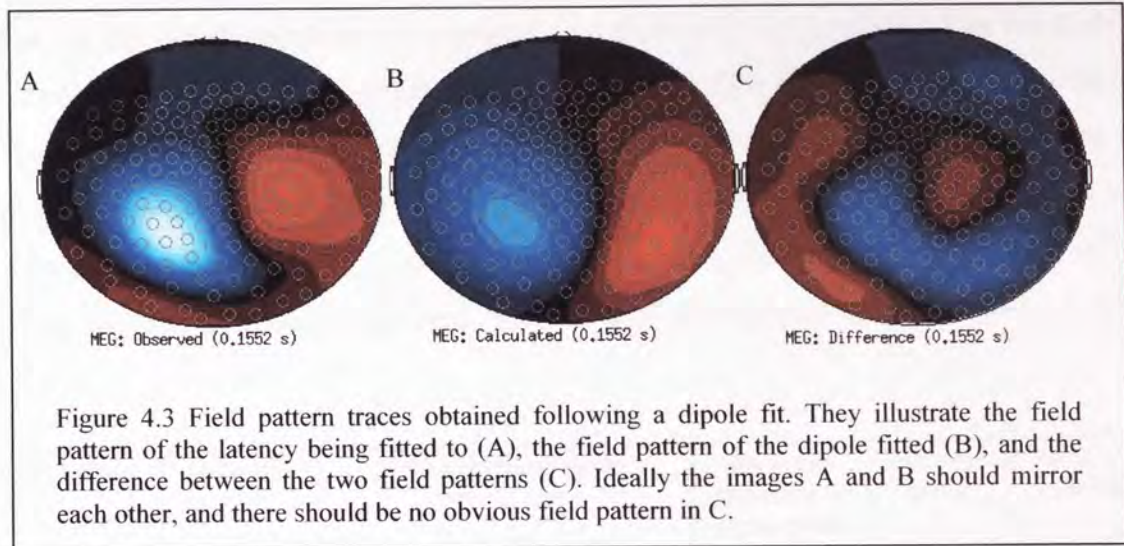 A
B
C
MEG: Observed (0.1552 s)
MEG: Calculated (0.1552 s)
MEG: Difference (0.1552 s)
Figure 4.3 Field pattern traces obtained following a dipole fit. They illustrate the field
pattern of the latency being fitted to (A), the field pattern of the dipole fitted (B), and the
difference between the two field patterns (C). Ideally the images A and B should mirror
each other, and there should be no obvious field pattern in C.